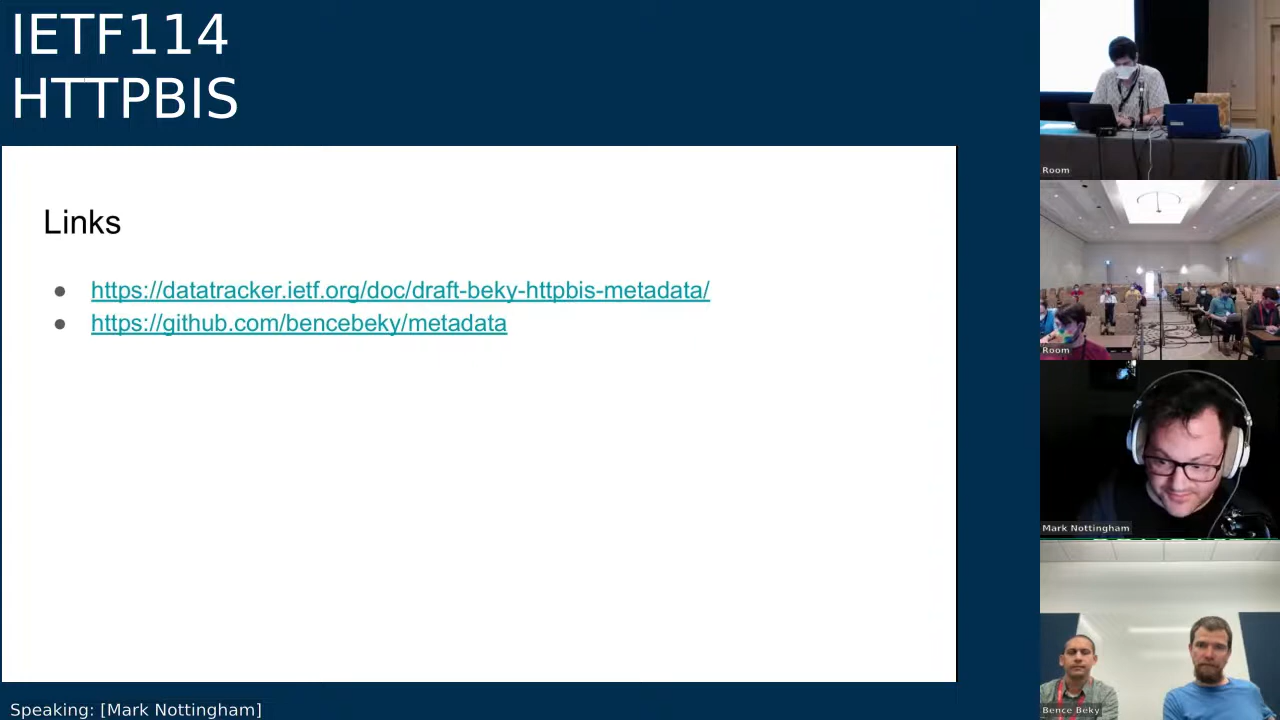 IETF114
HTTPBIS
Links
https://datatracker.ietf.org/doc/draft-beky-httpbis-metadata/
https://github.com/bencebeky/metadata
Speaking: [Mark Nottingham]
Room
Room
Mark Nottingham
Bence Beky